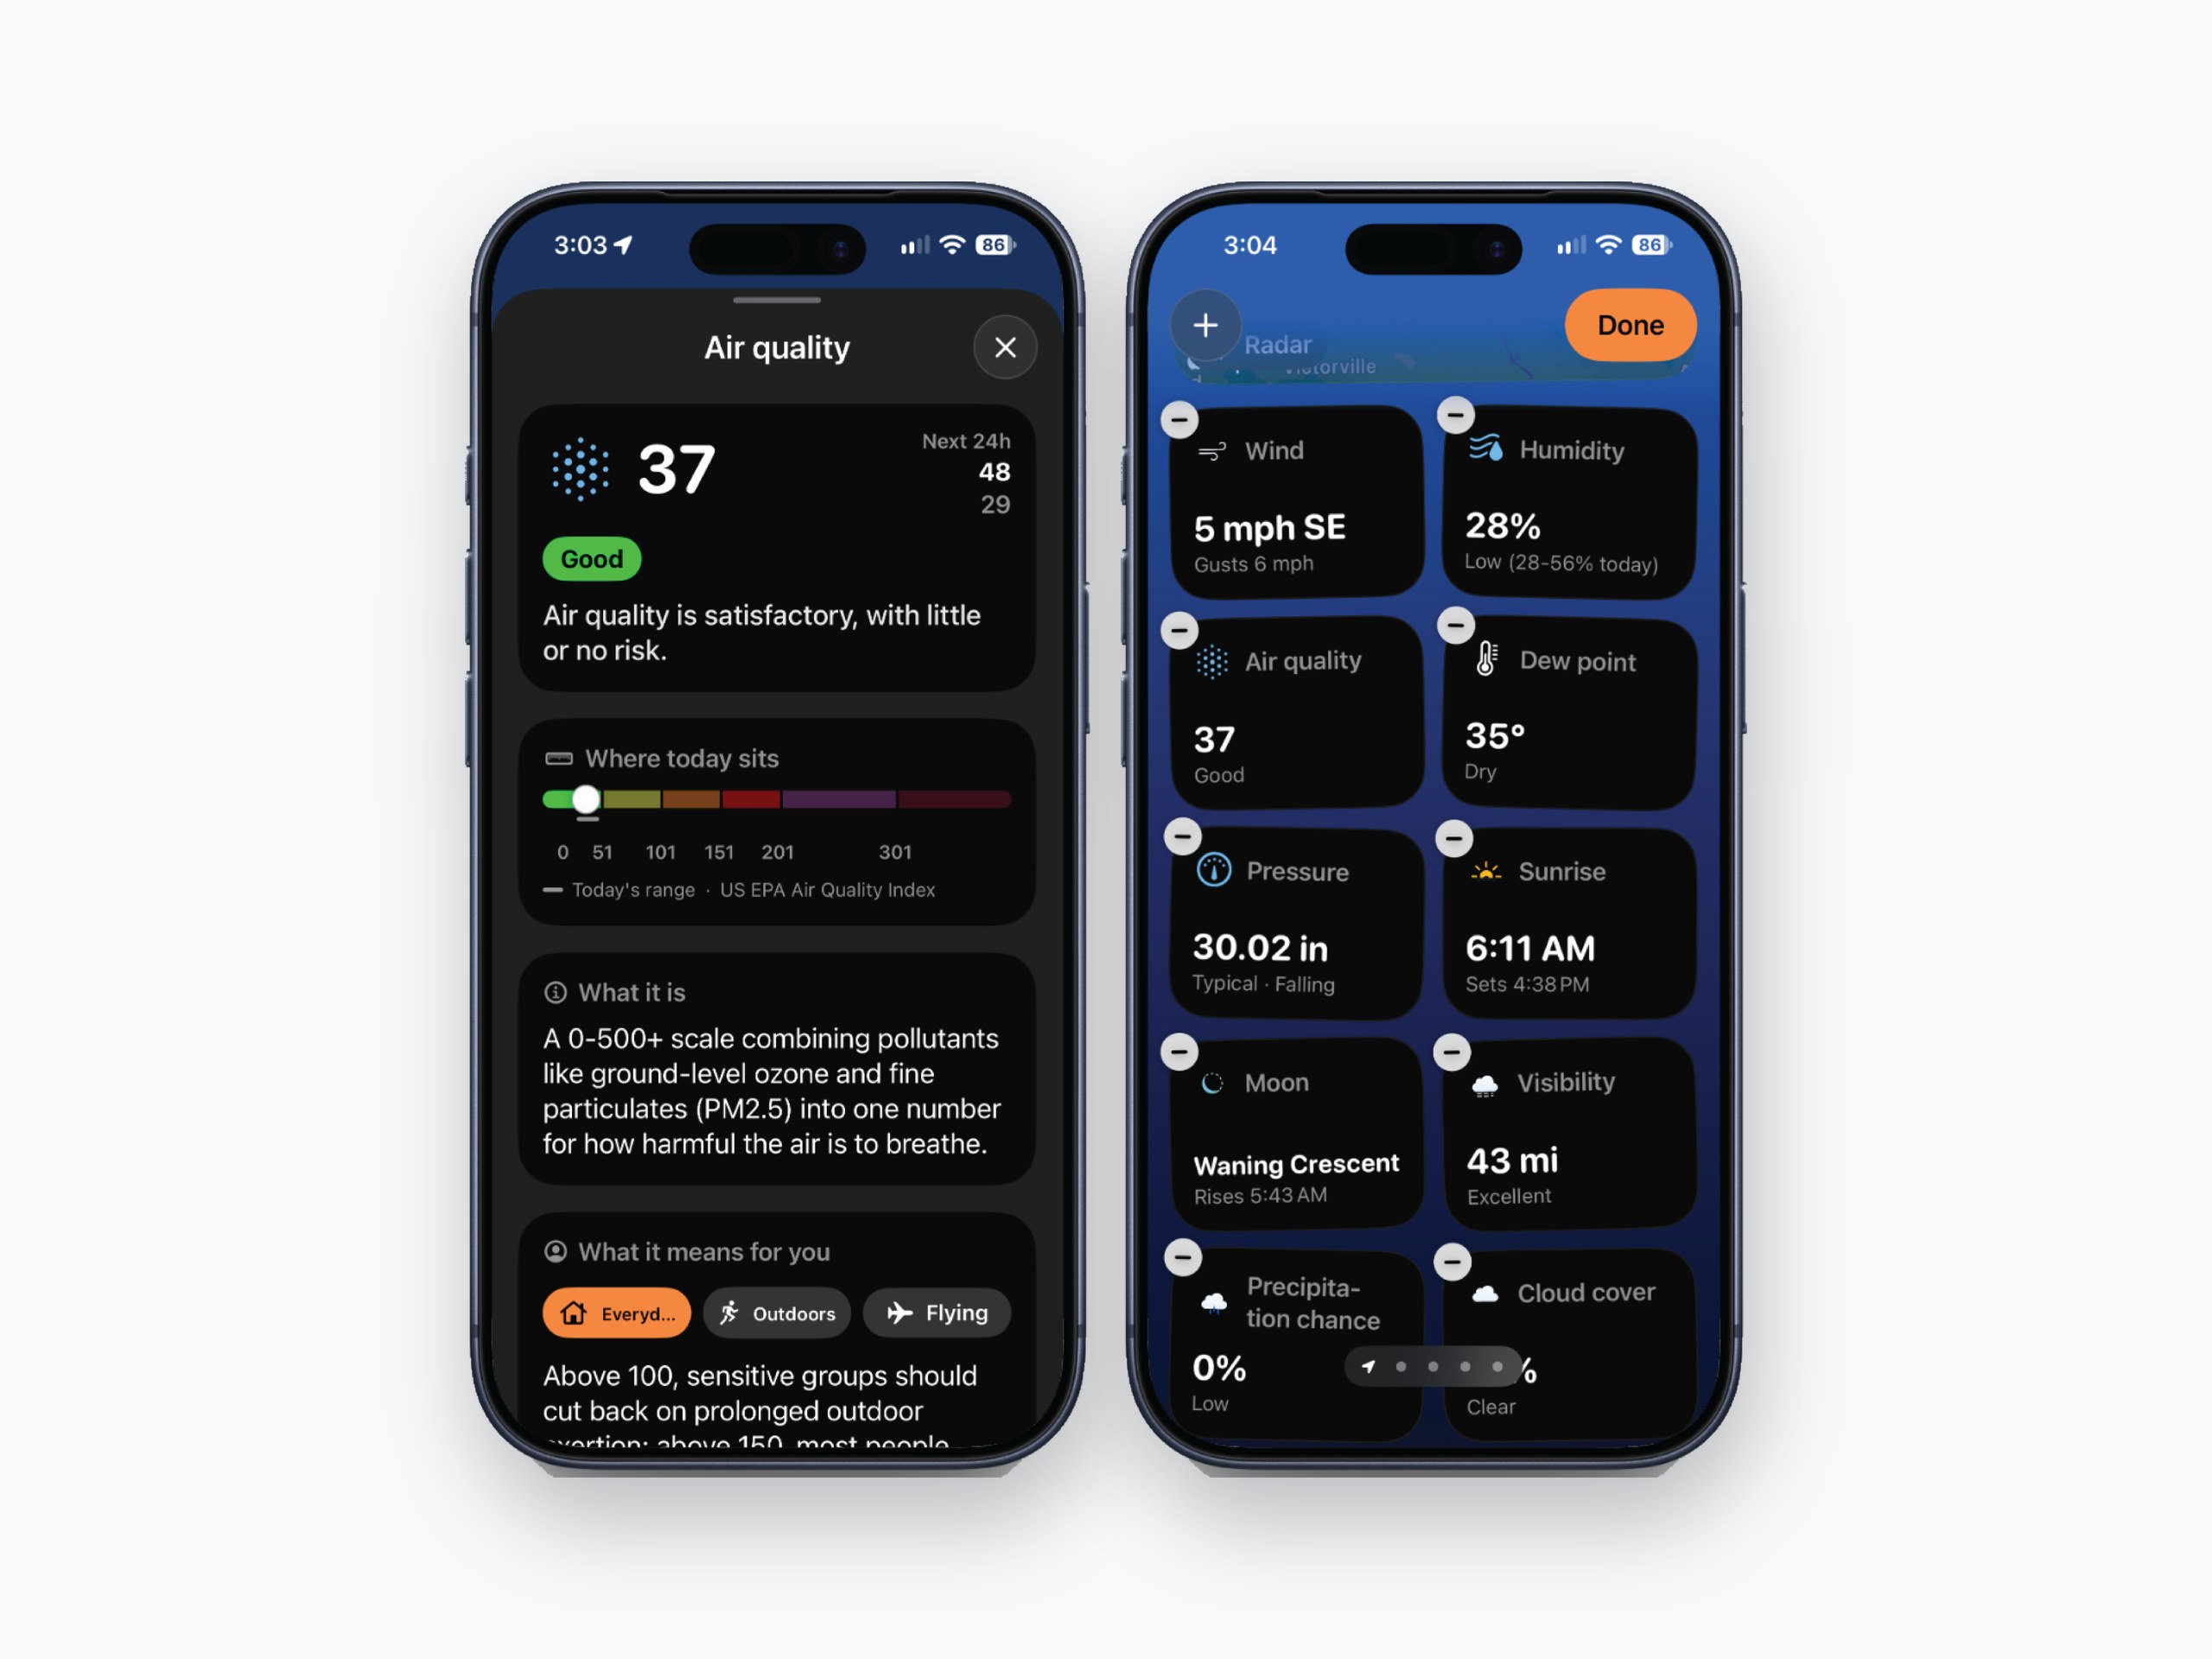 3:03
86
Air quality
37
Next 24h
48
29
Good
Air quality is satisfactory, with little
or no risk.
Where today sits
0 51 101 151 201 301
Today's range · US EPA Air Quality Index
What it is
A 0-500+ scale combining pollutants
like ground-level ozone and fine
particulates (PM2.5) into one number
for how harmful the air is to breathe.
What it means for you
Everyd...
Outdoors
Flying
Above 100, sensitive groups should
cut back on prolonged outdoor
exertion; above 150, most people
3:04
86
Done
Radar
Victorville
Wind
5 mph SE
Gusts 6 mph
Humidity
28%
Low (28-56% today)
Air quality
37
Good
Dew point
35°
Dry
Pressure
30.02 in
Typical · Falling
Sunrise
6:11 AM
Sets 4:38 PM
Moon
Waning Crescent
Rises 5:43 AM
Visibility
43 mi
Excellent
Precipita-
tion chance
0%
Low
Cloud cover
%
Clear